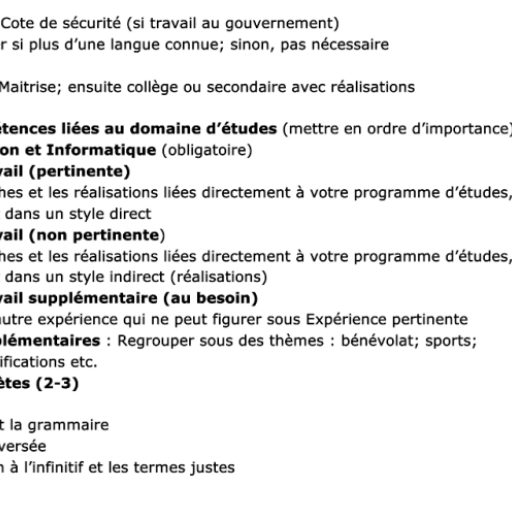 Cote de sécurité (si travail au gouvernement)
r si plus d’une langue connue; sinon, pas nécessaire
Maitrise; ensuite collège ou secondaire avec réalisations
étences liées au domaine d’études (mettre en ordre d’importance)
on et Informatique (obligatoire)
vail (pertinente)
hes et les réalisations liées directement à votre programme d’études,
dans un style direct
vail (non pertinente)
hes et les réalisations liées directement à votre programme d’études,
dans un style indirect (réalisations)
vail supplémentaire (au besoin)
autre expérience qui ne peut figurer sous Expérience pertinente
plémentaires : Regrouper sous des thèmes : bénévolat; sports;
ifications etc.
ètes (2-3)
t la grammaire
versée
n à l’infinitif et les termes justes